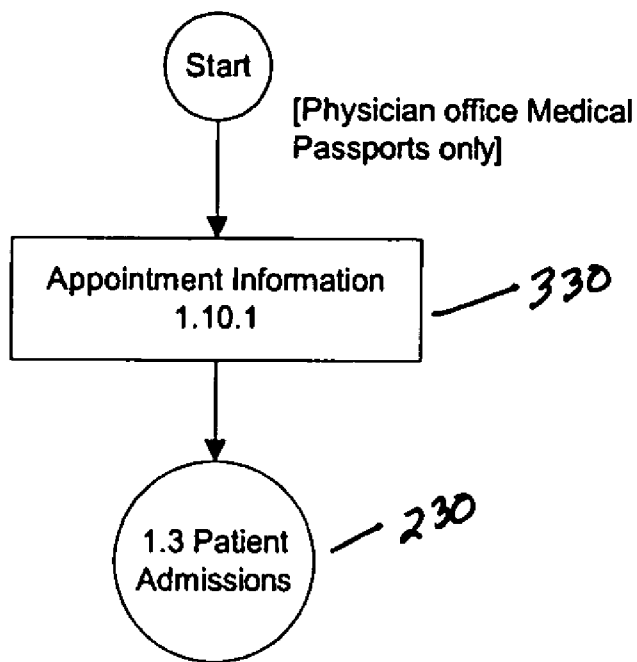 Start
[Physician office Medical
Passports only]
Appointment Information
1.10.1
330
1.3 Patient
Admissions
230